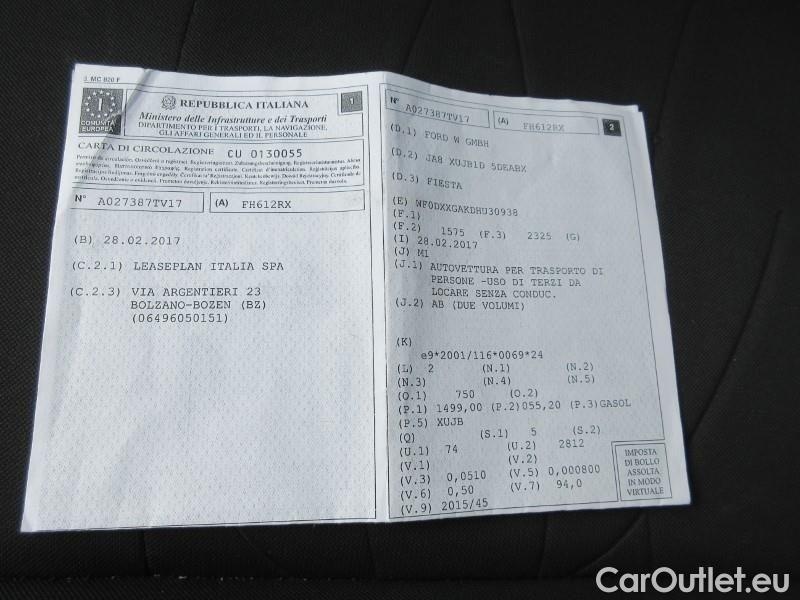 3 MC 820 F
COMUNITÀ
EUROPEA
I
REPUBBLICA ITALIANA
1
Ministero delle Infrastrutture e dei Trasporti
DIPARTIMENTO PER I TRASPORTI, LA NAVIGAZIONE,
GLI AFFARI GENERALI ED IL PERSONALE
CARTA DI CIRCOLAZIONE CU 0130055
N° A027387TV17 (A) FH612RX
(B) 28.02.2017
(C.2.1) LEASEPLAN ITALIA SPA
(C.2.3) VIA ARGENTIERI 23
BOLZANO-BOZEN (BZ)
(06496050151)
N° A027387TV17 (A) FH612RX 2
(D.1) FORD W GMBH
(D.2) JA8 XUJB1D 5DEABX
(D.3) FIESTA
(E) WF0DXXGAKDHU30938
(F.1)
(F.2) 1575 (F.3) 2325 (G)
(I) 28.02.2017
(J) M1
(J.1) AUTOVETTURA PER TRASPORTO DI
PERSONE -USO DI TERZI DA
LOCARE SENZA CONDUC.
(J.2) AB (DUE VOLUMI)
(K)
e9*2001/116*0069*24
(L) 2 (N.1) (N.2)
(N.3) (N.4) (N.5)
(O.1) 750 (O.2)
(P.1) 1499,00 (P.2) 055,20 (P.3) GASOL
(P.5) XUJB
(Q) (S.1) 5 (S.2)
(U.1) 74 (U.2) 2812
(V.1) (V.2)
(V.3) 0,0510 (V.5) 0,000800
(V.6) 0,50 (V.7) 94,0
(V.9) 2015/45
IMPOSTA
DI BOLLO
ASSOLTA
IN MODO
VIRTUALE
CarOutlet.eu